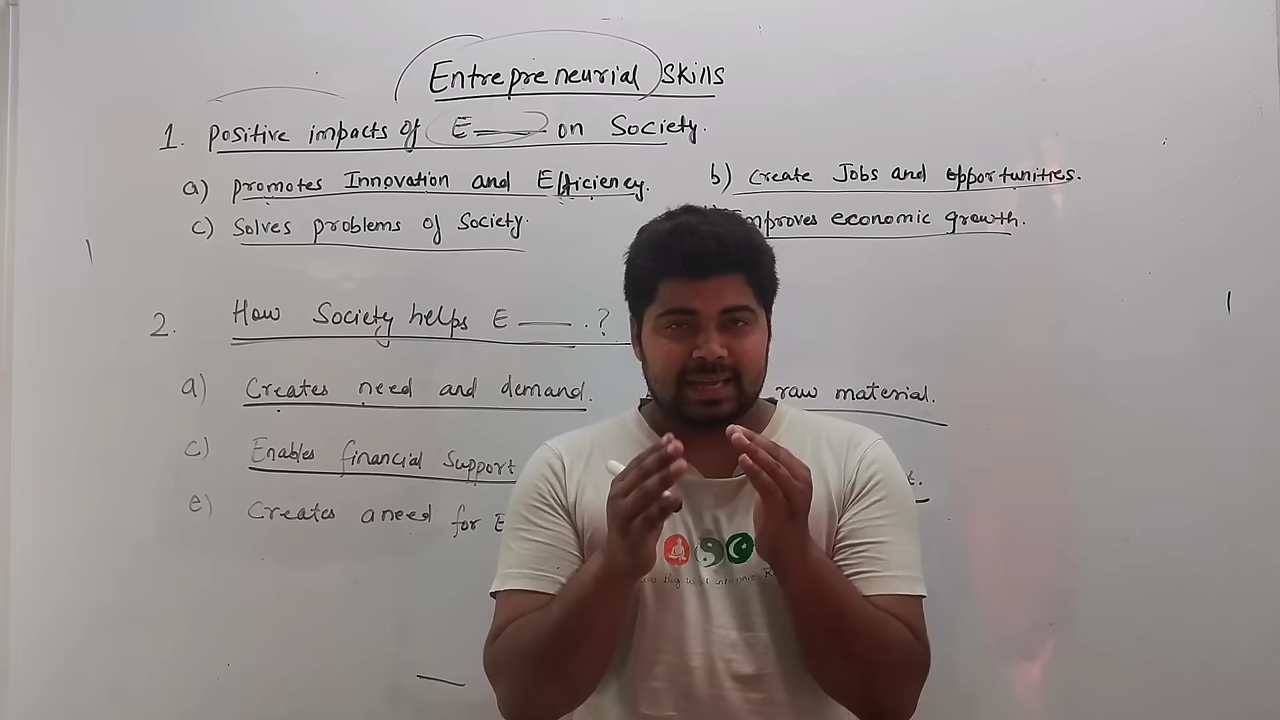 Entrepreneurial Skills
1. Positive impacts of E—— on Society.
a) promotes Innovation and Efficiency. b) Create Jobs and opportunities.
c) Solves problems of Society. improves economic growth.
2. How Society helps E ——.?
a) Creates need and demand. raw material.
c) Enables financial Support
e) Creates a need for E